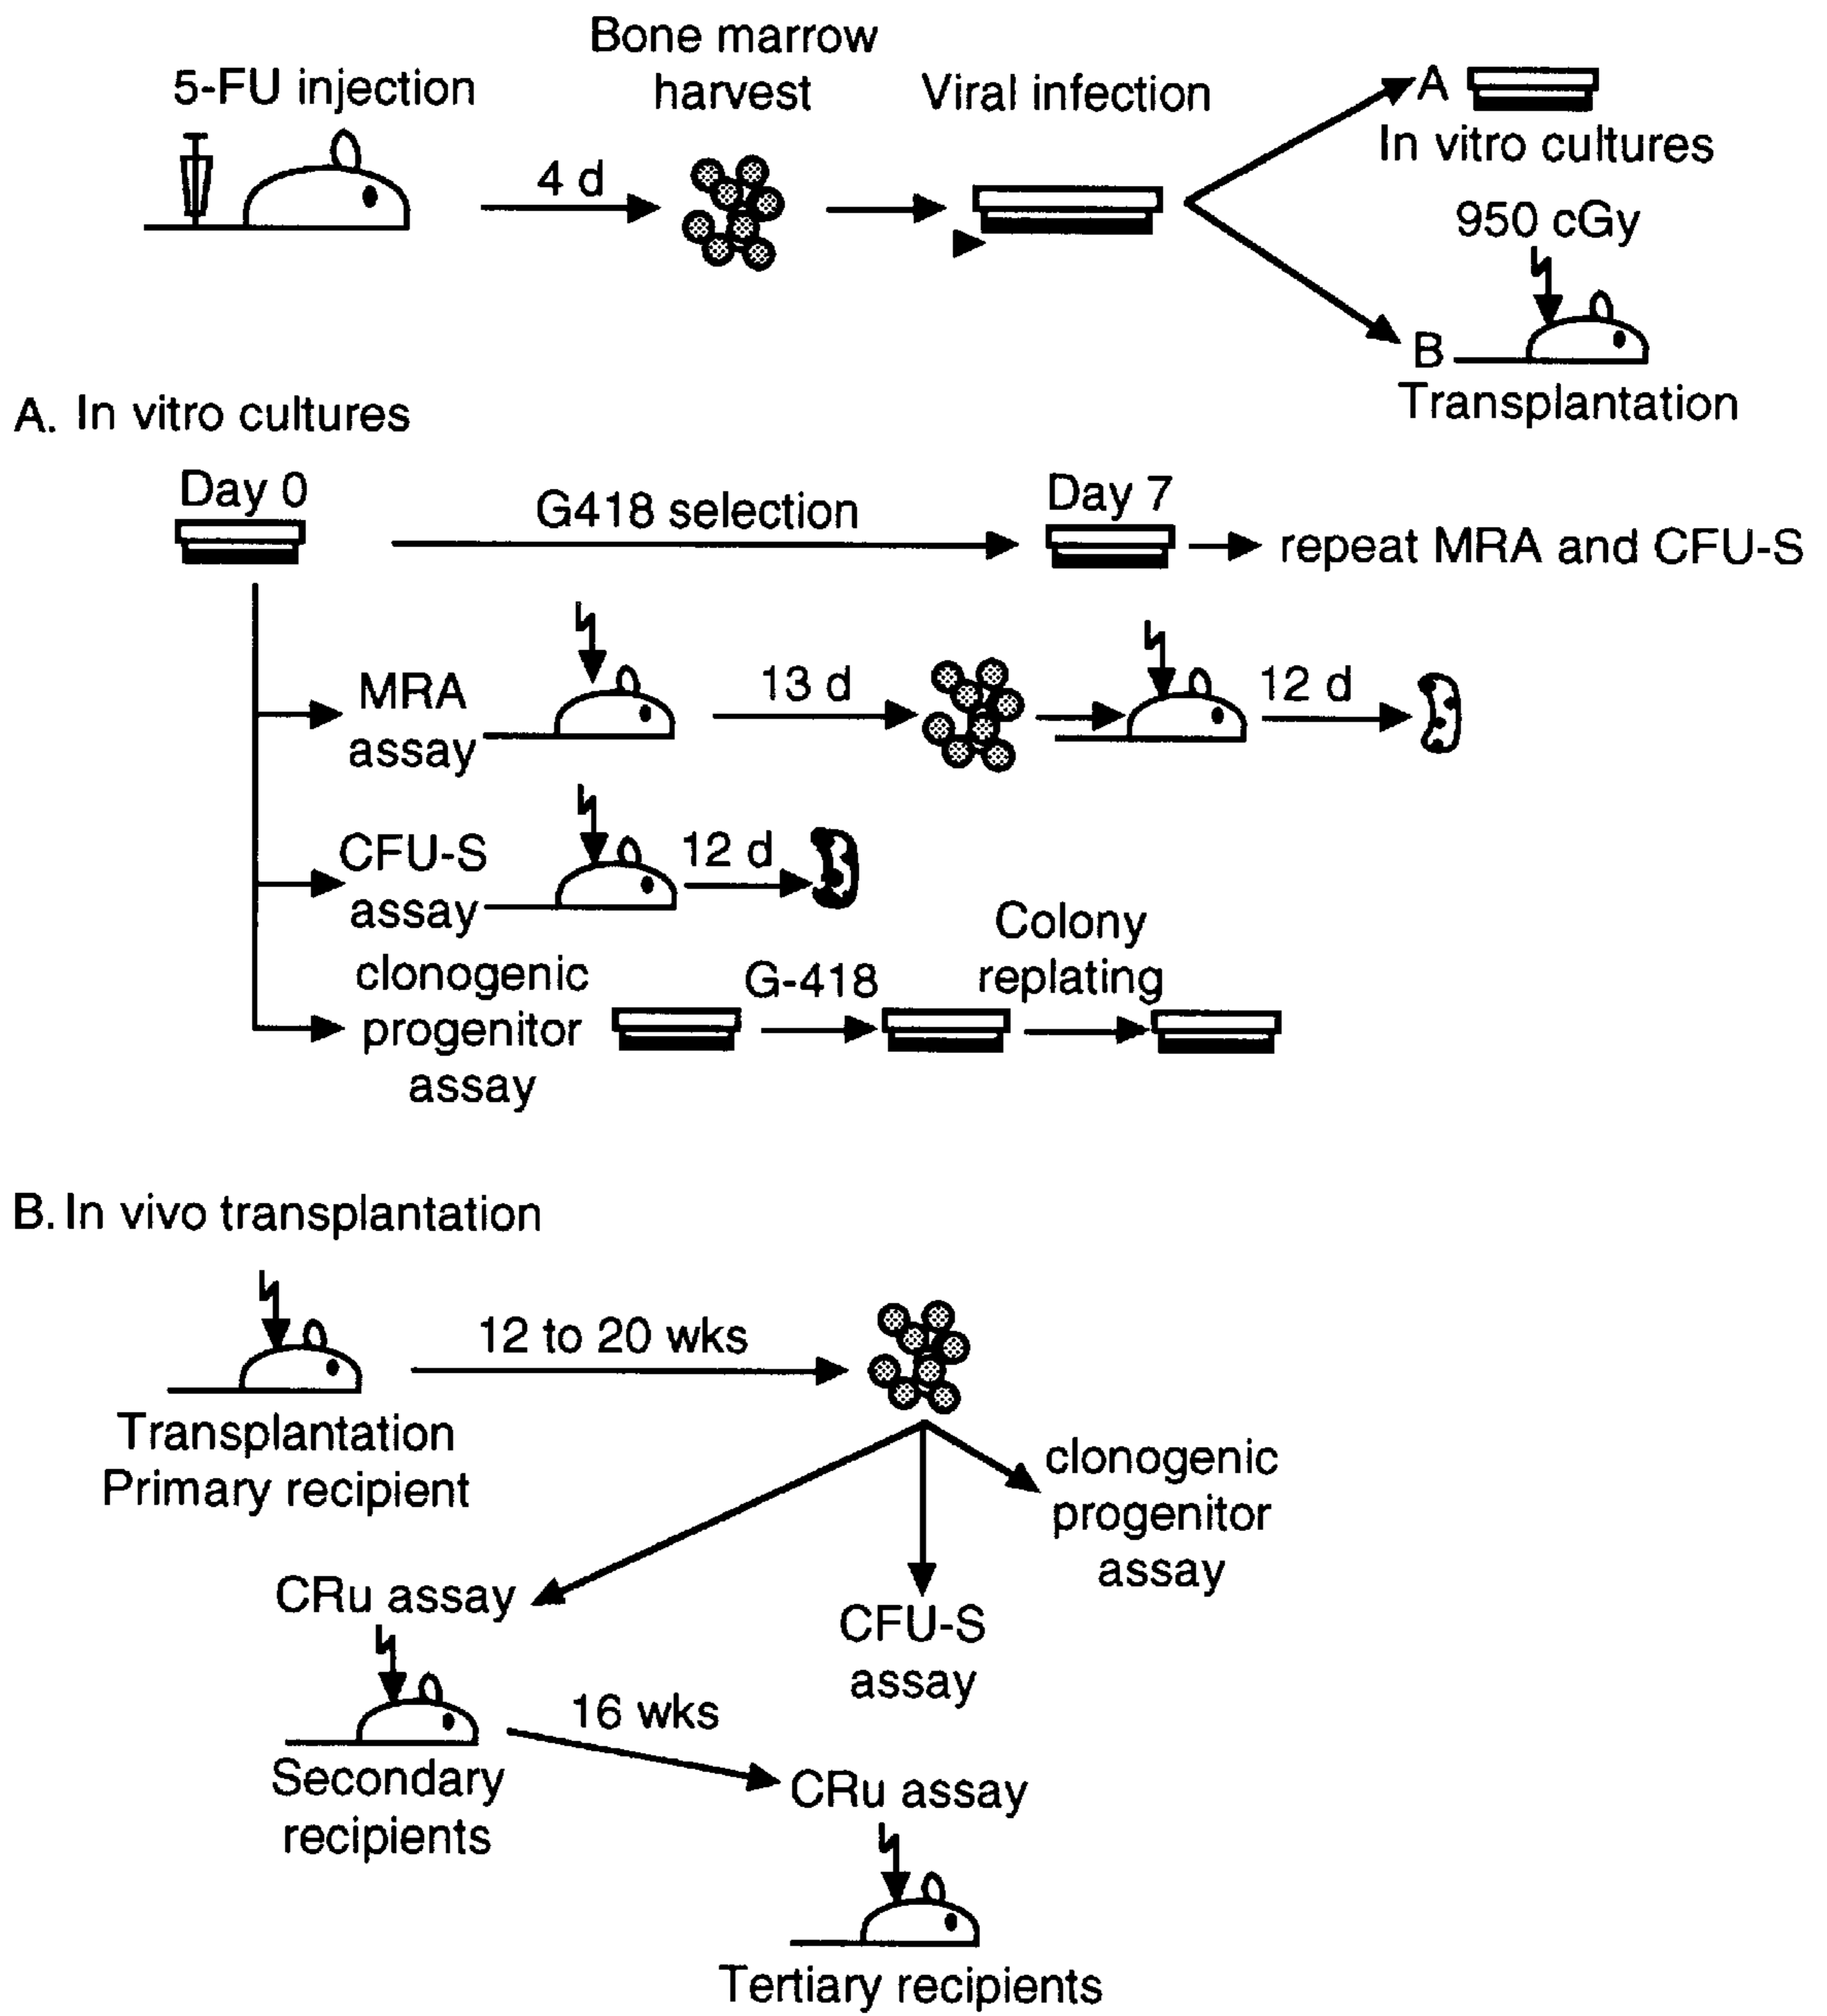 Bone marrow
harvest
5-FU injection
Viral infection
4 d
A
In vitro cultures
950 cGy
B
Transplantation
A. In vitro cultures
Day 0
G418 selection
Day 7
repeat MRA and CFU-S
MRA
assay
13 d
12 d
CFU-S
assay
12 d
clonogenic
progenitor
assay
G-418
Colony
replating
B. In vivo transplantation
12 to 20 wks
Transplantation
Primary recipient
clonogenic
progenitor
assay
CRu assay
CFU-S
assay
16 wks
Secondary
recipients
CRu assay
Tertiary recipients